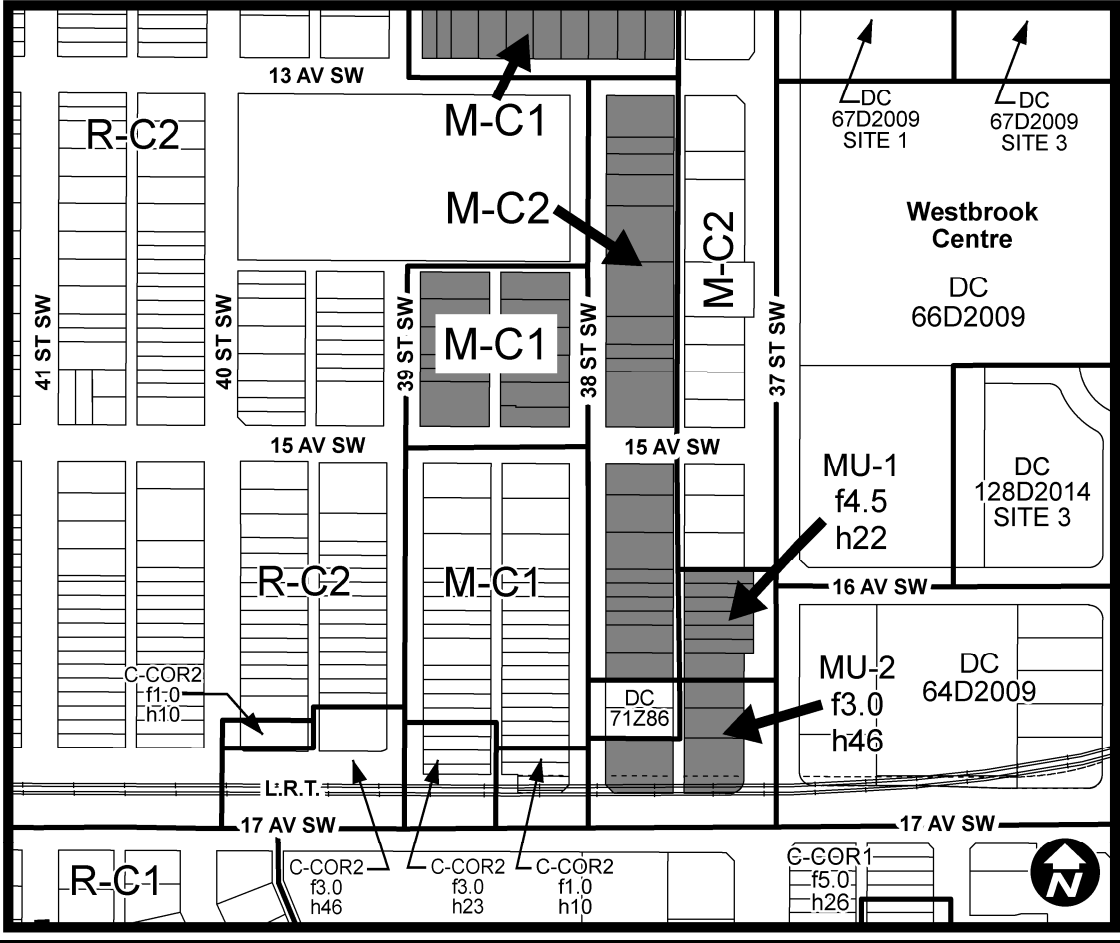 13 AV SW
M-C1
DC
67D2009
SITE 1
DC
67D2009
SITE 3
R-C2
M-C2
M-C2
Westbrook
Centre
DC
66D2009
41 ST SW
40 ST SW
39 ST SW
M-C1
38 ST SW
37 ST SW
15 AV SW
15 AV SW
MU-1
f4.5
h22
DC
128D2014
SITE 3
R-C2
M-C1
16 AV SW
C-COR2
f1.0
h10
DC
71Z86
MU-2
f3.0
h46
DC
64D2009
L.R.T.
17 AV SW
17 AV SW
R-C1
C-COR2
f3.0
h46
C-COR2
f3.0
h23
C-COR2
f1.0
h10
C-COR1
f5.0
h26
N